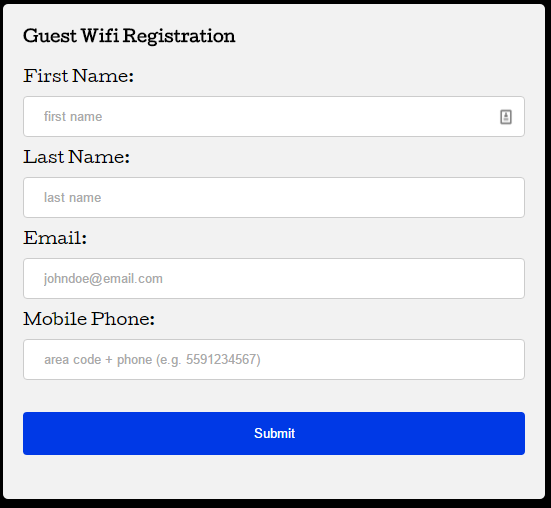 Guest Wifi Registration
First Name:
first name
Last Name:
last name
Email:
johndoe@email.com
Mobile Phone:
area code + phone (e.g. 5591234567)
Submit